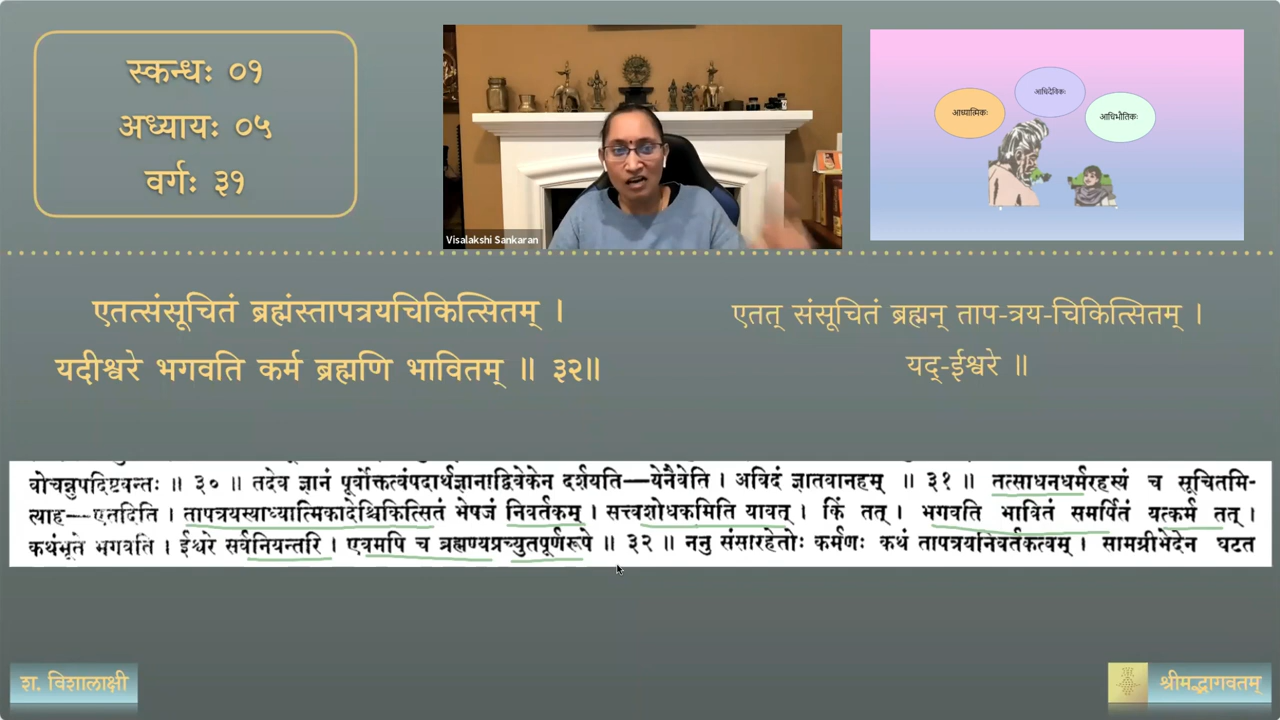 स्कन्धः ०१
अध्यायः ०५
वर्गः ३१
Visalakshi Sankaran
आध्यात्मिकः
आधिदैविकः
आधिभौतिकः
एतत्संसूचितं ब्रह्मंस्तापत्रयचिकित्सितम् ।
यदीश्वरे भगवति कर्म ब्रह्मणि भावितम् ॥ ३२॥
एतत् संसूचितं ब्रह्मन् ताप-त्रय-चिकित्सितम् ।
यद्-ईश्वरे ॥
वोचन्नुपदिष्टवन्तः ॥ ३० ॥ तदेव ज्ञानं पूर्वोक्तत्वंपदार्थज्ञानाद्विवेकेन दर्शयति—येनैवेति । अविदं ज्ञातवानहम् ॥ ३१ ॥ तत्साधनधर्मरहस्यं च सूचितमि-
त्याह—एतदिति । तापत्रयस्याध्यात्मिकादेश्चिकित्सितं भेषजं निवर्तकम् । सत्त्वशोधकमिति यावत् । किं तत् । भगवति भावितं समर्पितं यत्कर्म तत् ।
कथंभूते भगवति । ईश्वरे सर्वनियन्तरि । एवमपि च ब्रह्मण्यप्रच्युतपूर्णरूपे ॥ ३२ ॥ ननु संसारहेतोः कर्मणः कथं तापत्रयनिवर्तकत्वम् । सामग्रीभेदेन घटत
श. विशालाक्षी
श्रीमद्भागवतम्